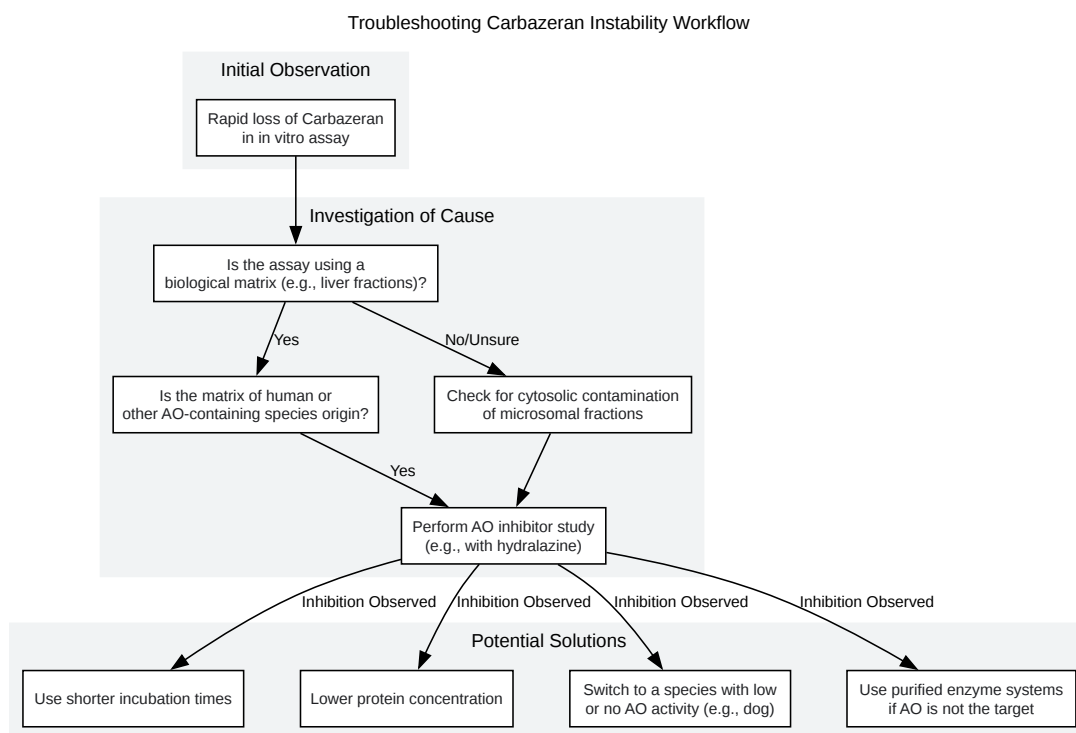 Troubleshooting Carbazeran Instability Workflow
Initial Observation
Rapid loss of Carbazeran
in in vitro assay
Investigation of Cause
Is the assay using a
biological matrix (e.g., liver fractions)?
Yes
No/Unsure
Is the matrix of human or
other AO-containing species origin?
Check for cytosolic contamination
of microsomal fractions
Yes
Perform AO inhibitor study
(e.g., with hydralazine)
Inhibition Observed
Inhibition Observed
Inhibition Observed
Inhibition Observed
Potential Solutions
Use shorter incubation times
Lower protein concentration
Switch to a species with low
or no AO activity (e.g., dog)
Use purified enzyme systems
if AO is not the target